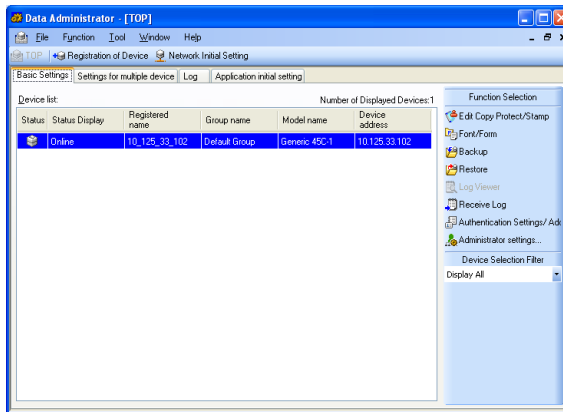 Data Administrator - [TOP]
File Function Tool Window Help
TOP Registration of Device Network Initial Setting
Basic Settings Settings for multiple device Log Application initial setting
Device list: Number of Displayed Devices:1
Status Status Display Registered name Group name Model name Device address
Online 10_125_33_102 Default Group Generic 45C-1 10.125.33.102
Function Selection
Edit Copy Protect/Stamp
Font/Form
Backup
Restore
Log Viewer
Receive Log
Authentication Settings/Ad
Administrator settings...
Device Selection Filter
Display All